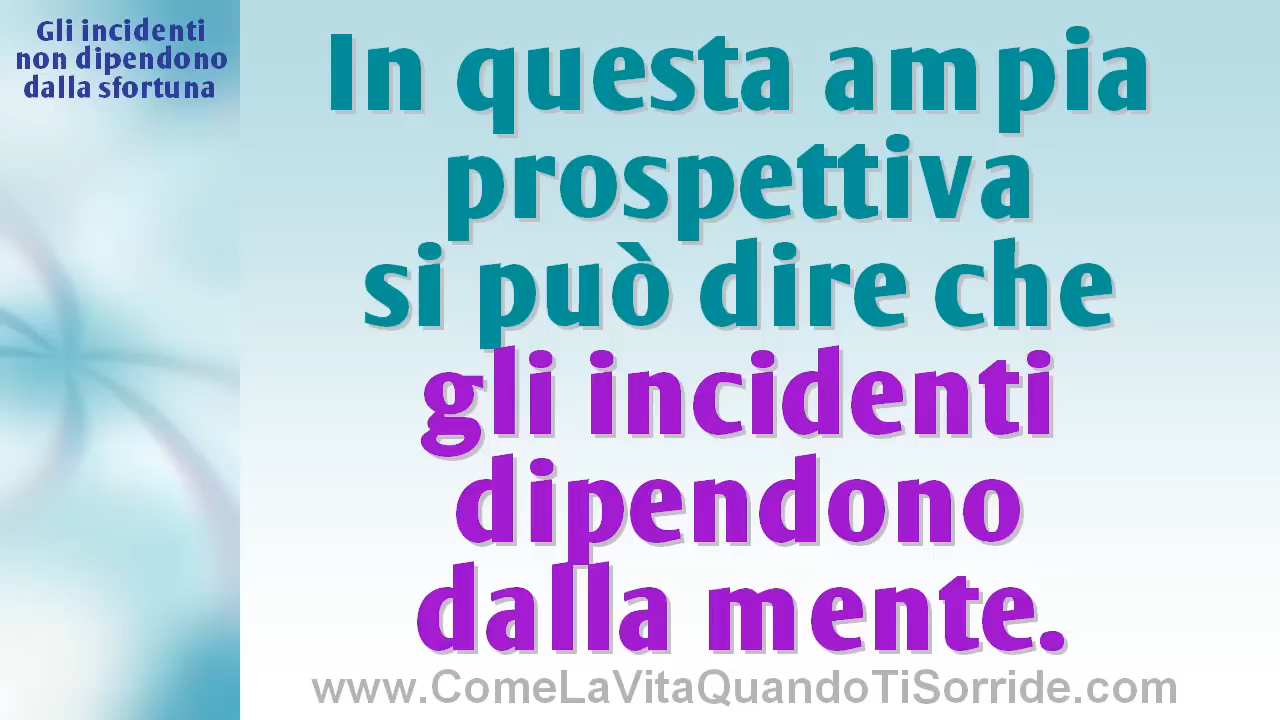 Gli incidenti
non dipendono
dalla sfortuna
In questa ampia
prospettiva
si può dire che
gli incidenti
dipendono
dalla mente.
www.ComeLaVitaQuandoTiSorride.com